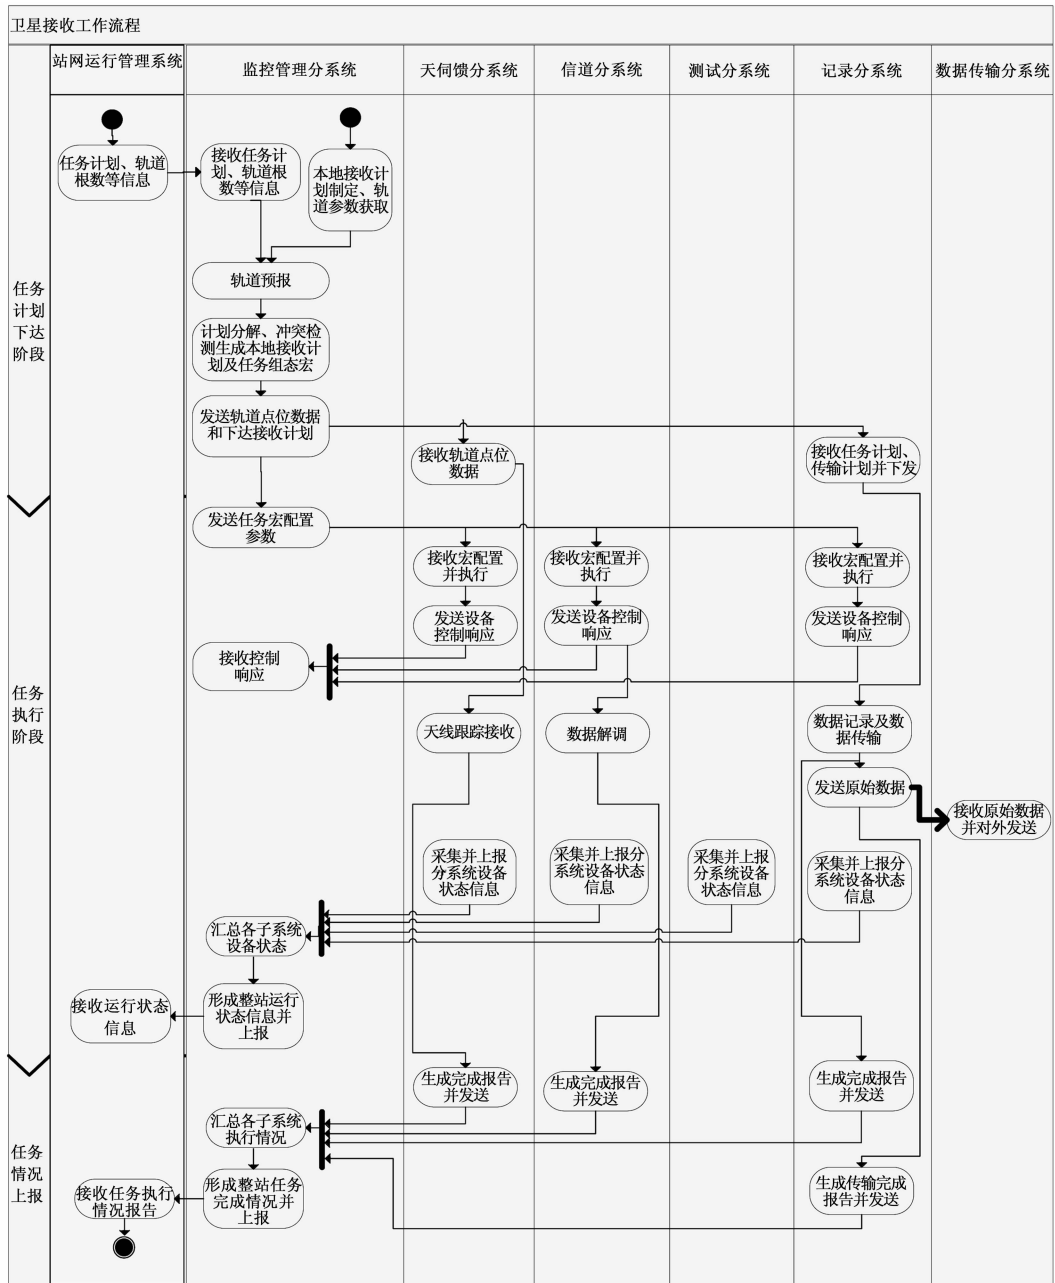 卫星接收工作流程
站网运行管理系统
监控管理分系统
天伺馈分系统
信道分系统
测试分系统
记录分系统
数据传输分系统
任务
计划
下达
阶段
任务计划、轨道
根数等信息
接收任务计
划、轨道根
数等信息
本地接收计
划制定、轨
道参数获取
轨道预报
计划分解、冲突检
测生成本地接收计
划及任务组态宏
发送轨道点位数据
和下达接收计划
接收轨道点位
数据
接收任务计划、
传输计划并下发
任务
执行
阶段
发送任务宏配置
参数
接收宏配置
并执行
接收宏配置并
执行
接收宏配置并
执行
发送设备
控制响应
发送设备控制
响应
发送设备控制
响应
接收控制
响应
天线跟踪接收
数据解调
数据记录及数
据传输
发送原始数据
接收原始数据
并对外发送
采集并上报
分系统设备
状态信息
采集并上报分
系统设备状态
信息
采集并上报
分系统设备
状态信息
采集并上报分
系统设备状态
信息
汇总各子系统
设备状态
形成整站运行
状态信息并
上报
接收运行状态
信息
任务
情况
上报
生成完成报告
并发送
生成完成报告
并发送
生成完成报告
并发送
汇总各子系统
执行情况
形成整站任务
完成情况并
上报
接收任务执行
情况报告
生成传输完成
报告并发送